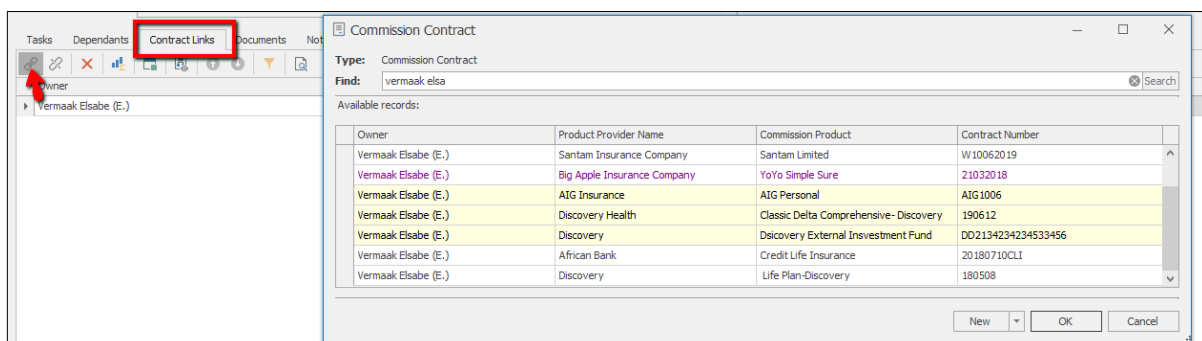 Tasks Dependants Contract Links Documents Not
Owner
Vermaak Elsabe (E.)
Commission Contract
Type: Commission Contract
Find: vermaak elsa Search
Available records:
Owner Product Provider Name Commission Product Contract Number
Vermaak Elsabe (E.) Santam Insurance Company Santam Limited W10062019
Vermaak Elsabe (E.) Big Apple Insurance Company YoYo Simple Sure 21032018
Vermaak Elsabe (E.) AIG Insurance AIG Personal AIG1006
Vermaak Elsabe (E.) Discovery Health Classic Delta Comprehensive- Discovery 190612
Vermaak Elsabe (E.) Discovery Dsicovery External Insvestment Fund DD2134234234533456
Vermaak Elsabe (E.) African Bank Credit Life Insurance 20180710CLI
Vermaak Elsabe (E.) Discovery Life Plan-Discovery 180508
New OK Cancel